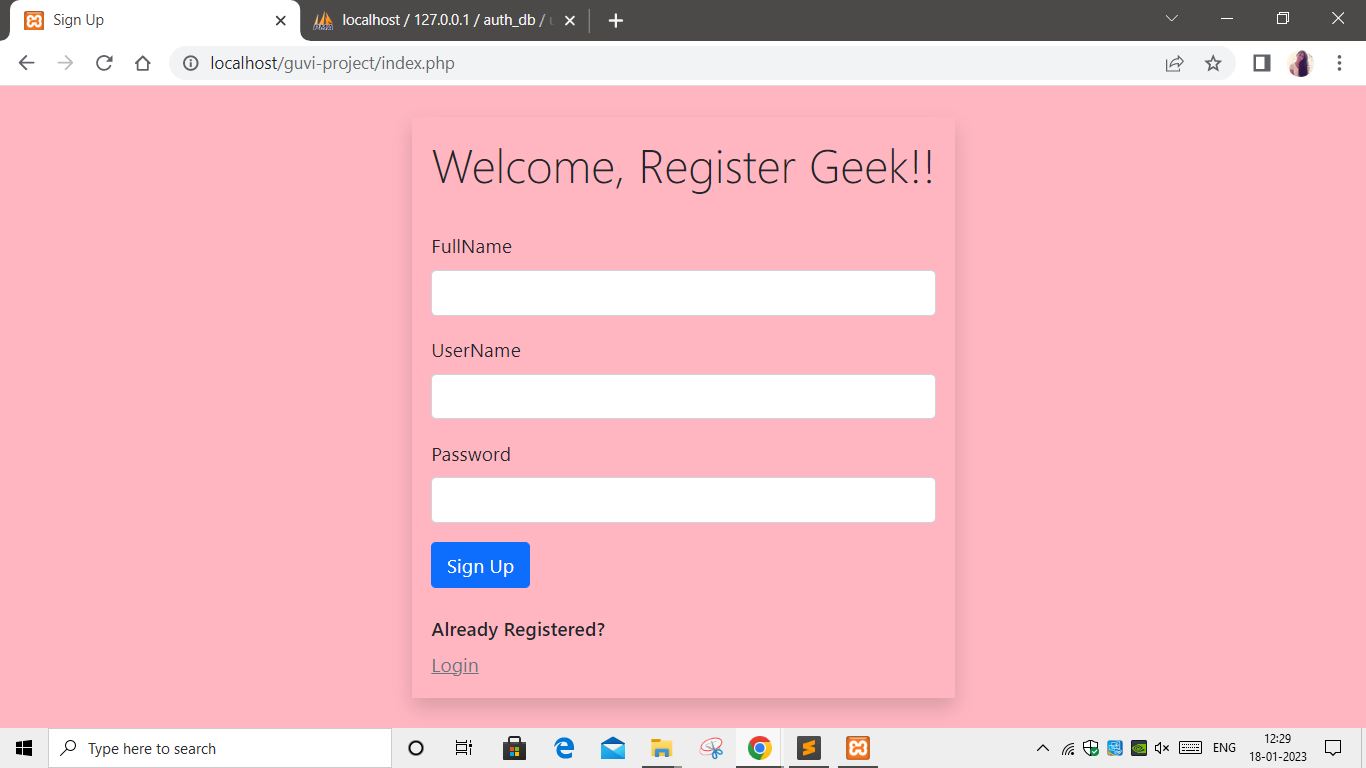 Sign Up
localhost / 127.0.0.1 / auth_db /
localhost/guvi-project/index.php
Welcome, Register Geek!!
FullName
UserName
Password
Sign Up
Already Registered?
Login
Type here to search
ENG
12:29
18-01-2023